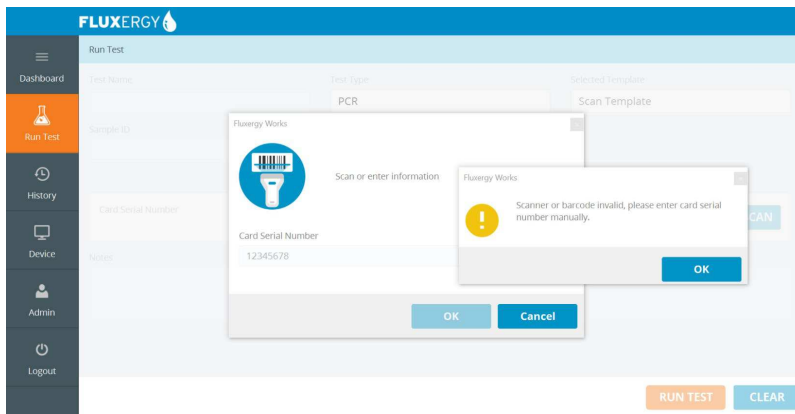 FLUXERGY
Run Test
Dashboard
Test Name
Test Type
Selected Template
PCR
Scan Template
Run Test
Sample ID
Fluxergy Works
Scan or enter information
Fluxergy Works
Scanner or barcode invalid, please enter card serial
number manually.
History
Card Serial Number
CAN
Card Serial Number
12345678
Device
Notes
OK
OK
Cancel
Admin
Logout
RUN TEST
CLEAR